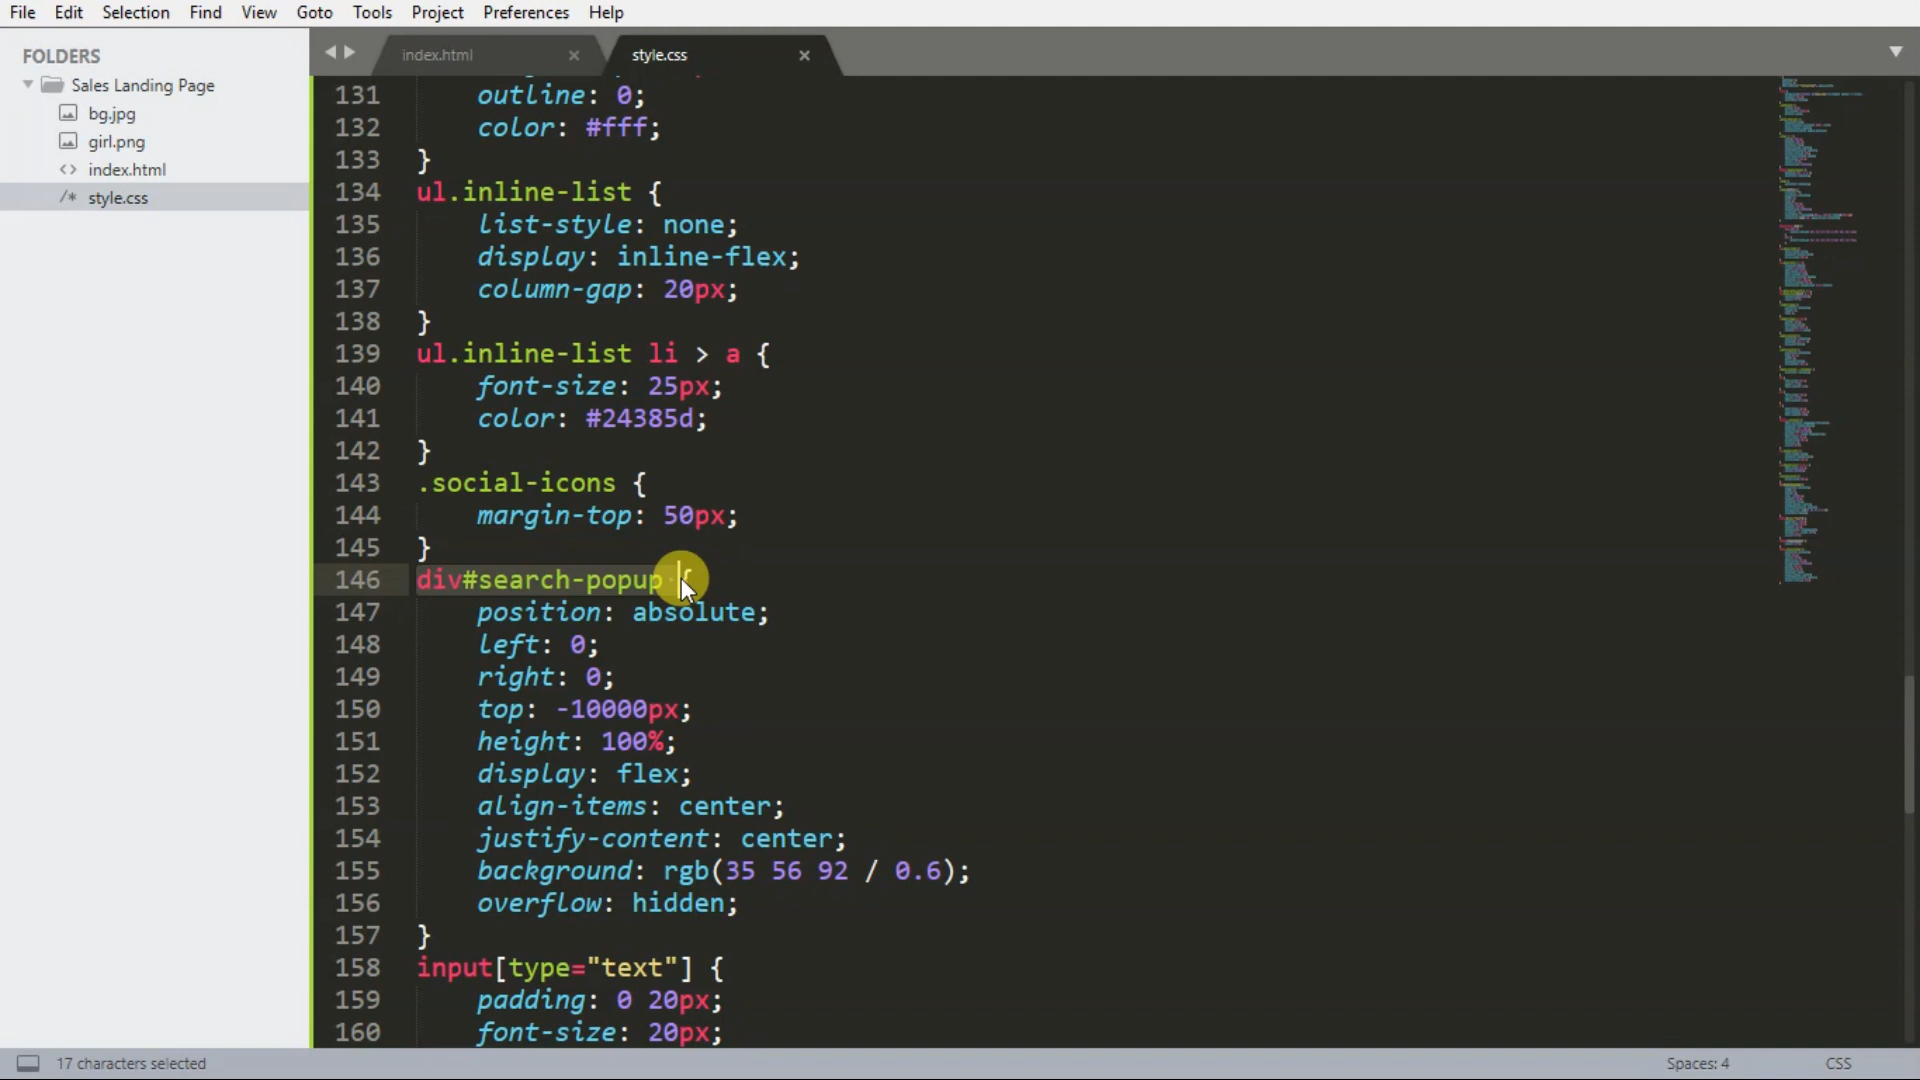 File Edit Selection Find View Goto Tools Project Preferences Help
FOLDERS
Sales Landing Page
bg.jpg
girl.png
<> index.html
/* style.css
index.html × style.css ×
131 outline: 0;
132 color: #fff;
133 }
134 ul.inline-list {
135 list-style: none;
136 display: inline-flex;
137 column-gap: 20px;
138 }
139 ul.inline-list li > a {
140 font-size: 25px;
141 color: #24385d;
142 }
143 .social-icons {
144 margin-top: 50px;
145 }
146 div#search-popup {
147 position: absolute;
148 left: 0;
149 right: 0;
150 top: -10000px;
151 height: 100%;
152 display: flex;
153 align-items: center;
154 justify-content: center;
155 background: rgb(35 56 92 / 0.6);
156 overflow: hidden;
157 }
158 input[type="text"] {
159 padding: 0 20px;
160 font-size: 20px;
17 characters selected
Spaces: 4
CSS